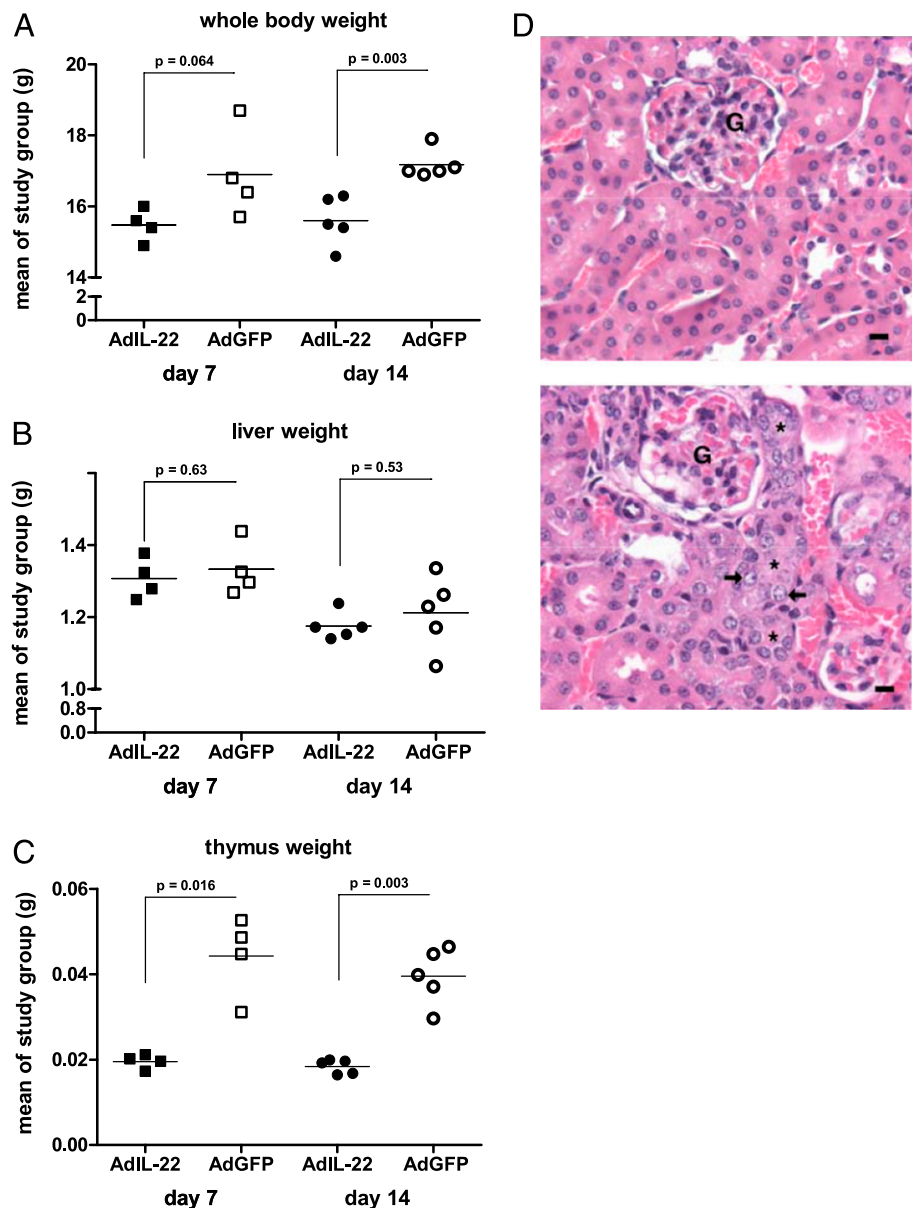 A
whole body weight
mean of study group (g)
20
18
16
14
2
0
p = 0.064
p = 0.003
AdIL-22
AdGFP
AdIL-22
AdGFP
day 7
day 14
B
liver weight
mean of study group (g)
1.4
1.2
1.0
0.8
0.0
p = 0.63
p = 0.53
AdIL-22
AdGFP
AdIL-22
AdGFP
day 7
day 14
C
thymus weight
mean of study group (g)
0.06
0.04
0.02
0.00
p = 0.016
p = 0.003
AdIL-22
AdGFP
AdIL-22
AdGFP
day 7
day 14
D
G
G
*
*
*